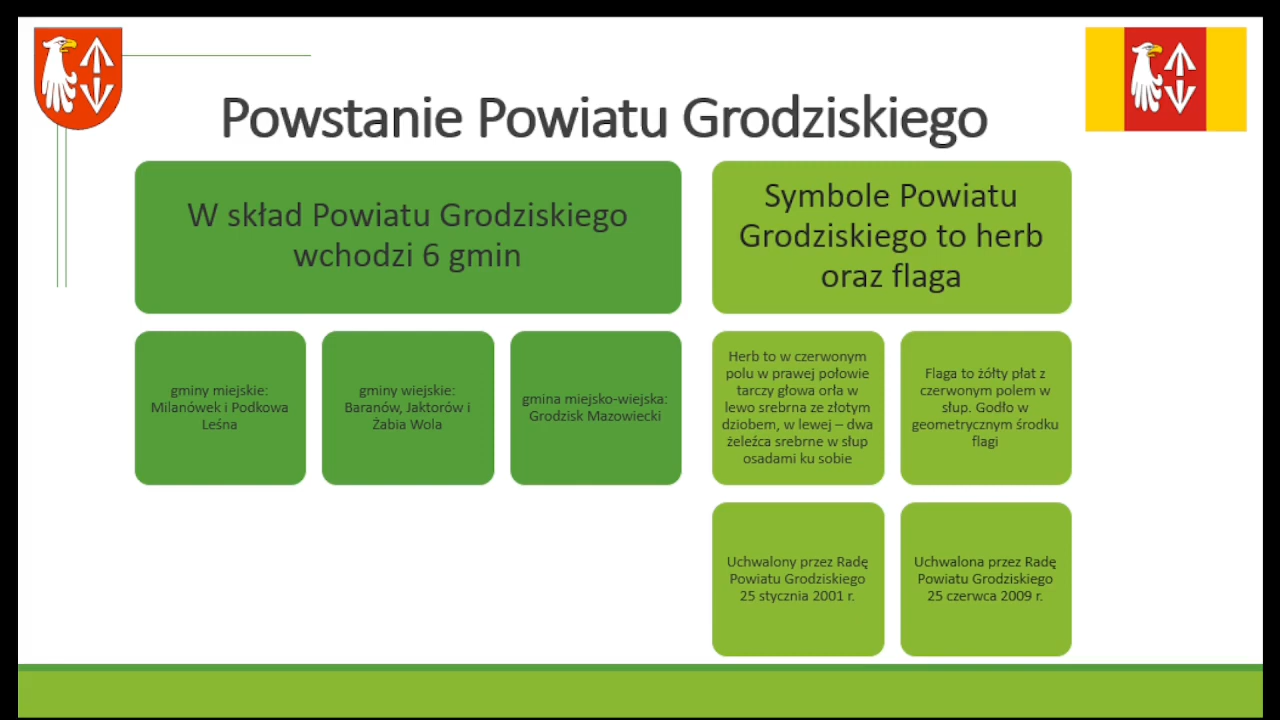 Powstanie Powiatu Grodziskiego
W skład Powiatu Grodziskiego
wchodzi 6 gmin
gminy miejskie:
Milanówek i Podkowa
Leśna
gminy wiejskie:
Baranów, Jaktorów i
Żabia Wola
gmina miejsko-wiejska:
Grodzisk Mazowiecki
Symbole Powiatu
Grodziskiego to herb
oraz flaga
Herb to w czerwonym
polu w prawej połowie
tarczy głowa orła w
lewo srebrna ze złotym
dziobem, w lewej – dwa
żeleźca srebrne w słup
osadami ku sobie
Flaga to żółty płat z
czerwonym polem w
słup. Godło w
geometrycznym środku
flagi
Uchwalony przez Radę
Powiatu Grodziskiego
25 stycznia 2001 r.
Uchwalona przez Radę
Powiatu Grodziskiego
25 czerwca 2009 r.